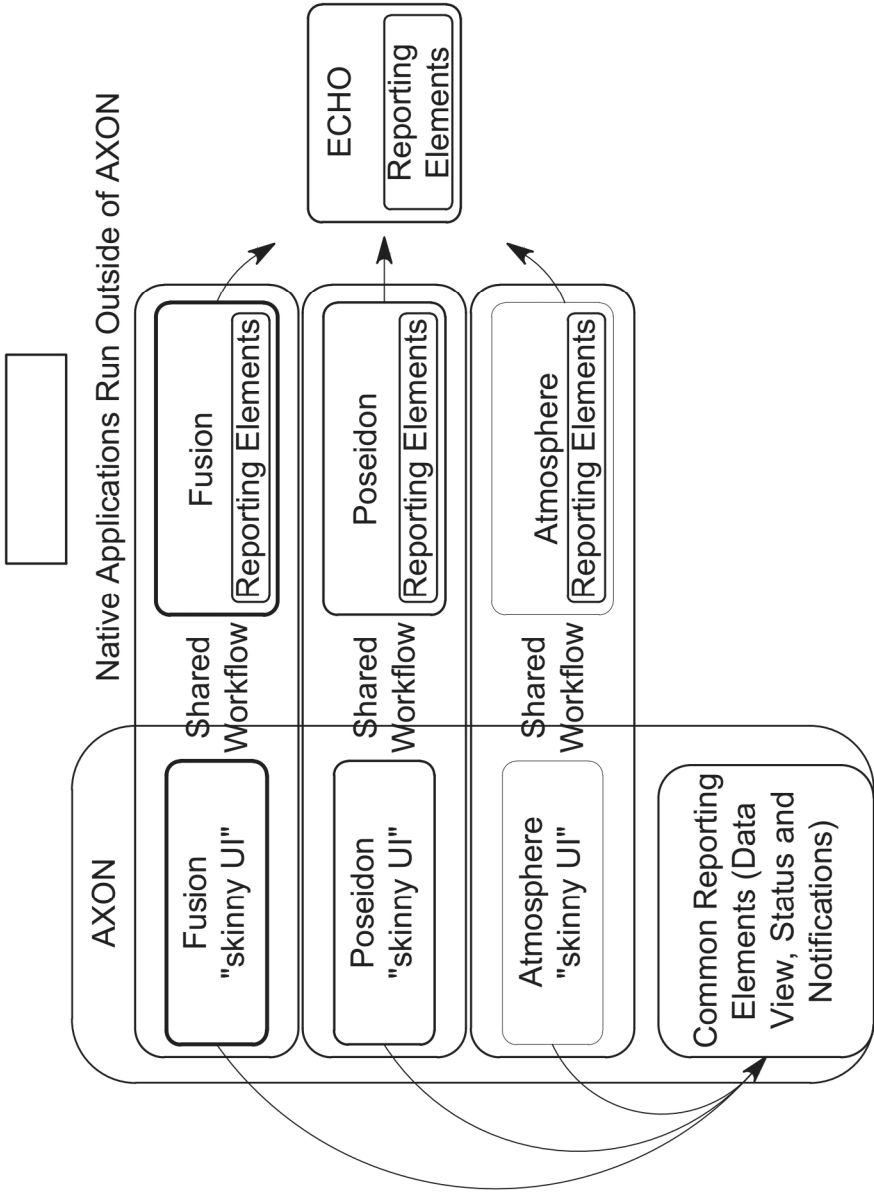 Native Applications Run Outside of AXON
AXON
Fusion
"skinny UI"
Shared
Workflow
Fusion
Reporting Elements
Poseidon
"skinny UI"
Shared
Workflow
Poseidon
Reporting Elements
Atmosphere
"skinny UI"
Shared
Workflow
Atmosphere
Reporting Elements
ECHO
Reporting
Elements
Common Reporting
Elements (Data
View, Status and
Notifications)